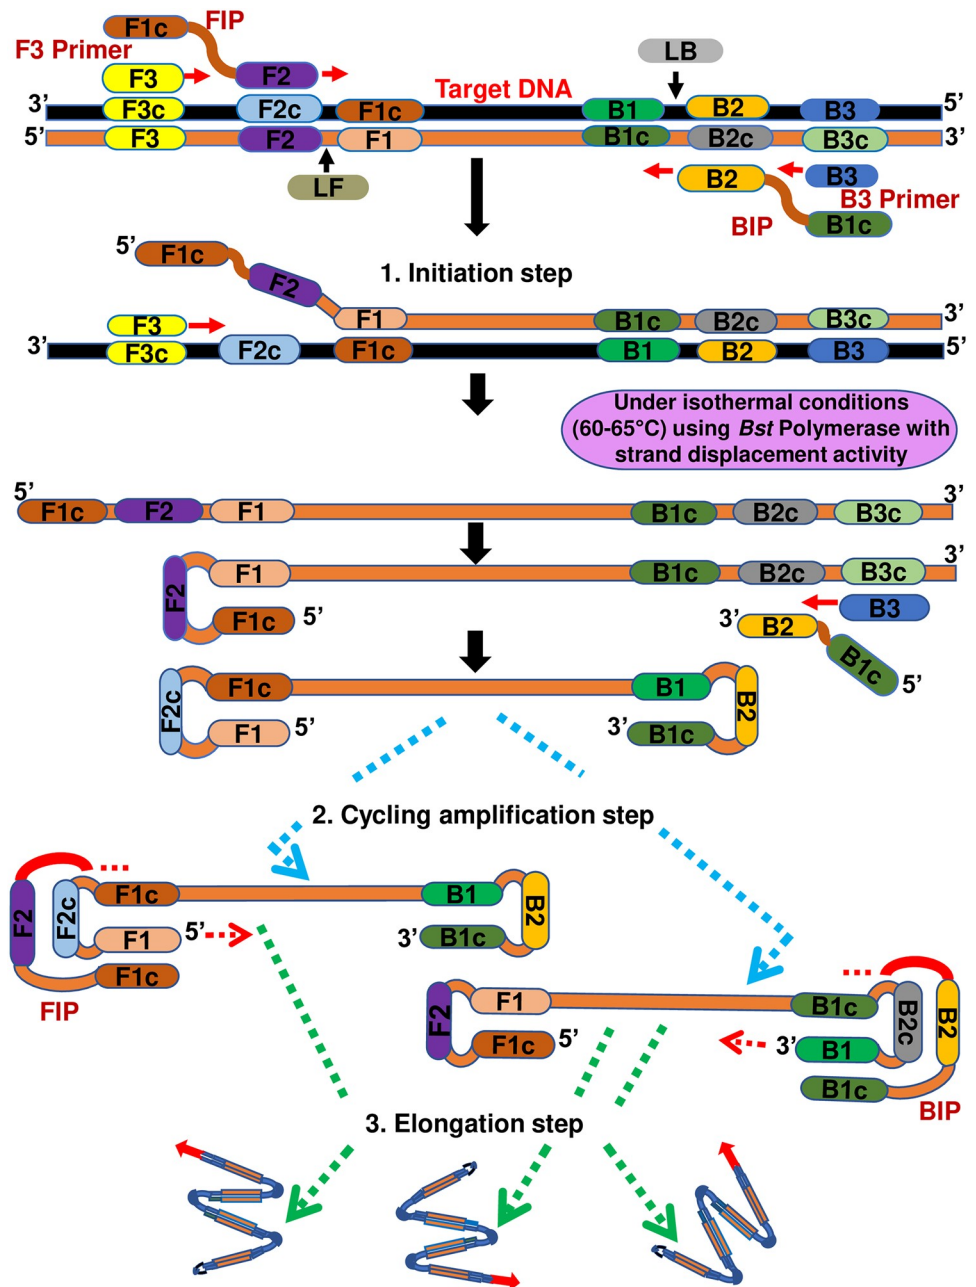 F1c FIP
F3 Primer
F3 F2 LB
Target DNA
3’ F3c F2c F1c B1 B2 B3 5’
5’ F3 F2 F1 B1c B2c B3c 3’
LF B2 B3
B3 Primer
BIP B1c
5’ F1c
1. Initiation step
F2
F3 F1 B1c B2c B3c 3’
3’ F3c F2c F1c B1 B2 B3 5’
Under isothermal conditions
(60-65°C) using Bst Polymerase with
strand displacement activity
5’ 3’
F1c F2 F1 B1c B2c B3c
3’
F2 F1 B1c B2c B3c
F1c 5’ B3
3’ B2
B1c 5’
F2c F1c B1 B2
F1 5’ 3’ B1c
2. Cycling amplification step
F2 F2c F1c B1 B2
F1 5’ 3’ B1c
F1c
FIP
F2 F1 B1c B2c B2
F1c 5’ 3’ B1
B1c
BIP
3. Elongation step